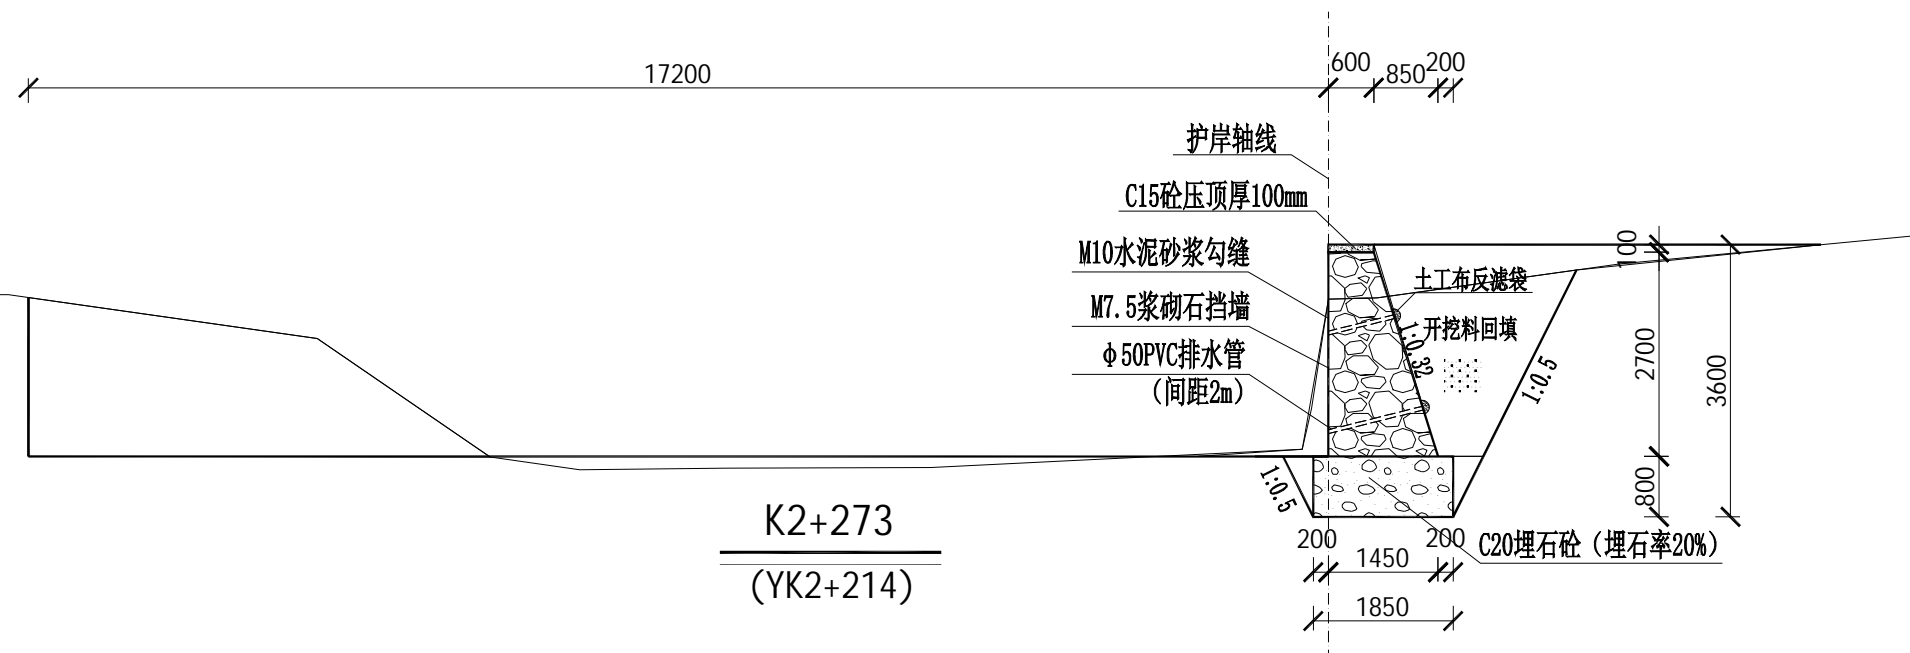 17200
600
850
200
护岸轴线
C15砼压顶厚100mm
M10水泥砂浆勾缝
M7.5浆砌石挡墙
ф50PVC排水管
（间距2m）
土工布反滤袋
开挖料回填
1:0.32
1:0.5
100
2700
3600
800
1:0.5
K2+273
(YK2+214)
200
200
1450
1850
C20埋石砼（埋石率20%）